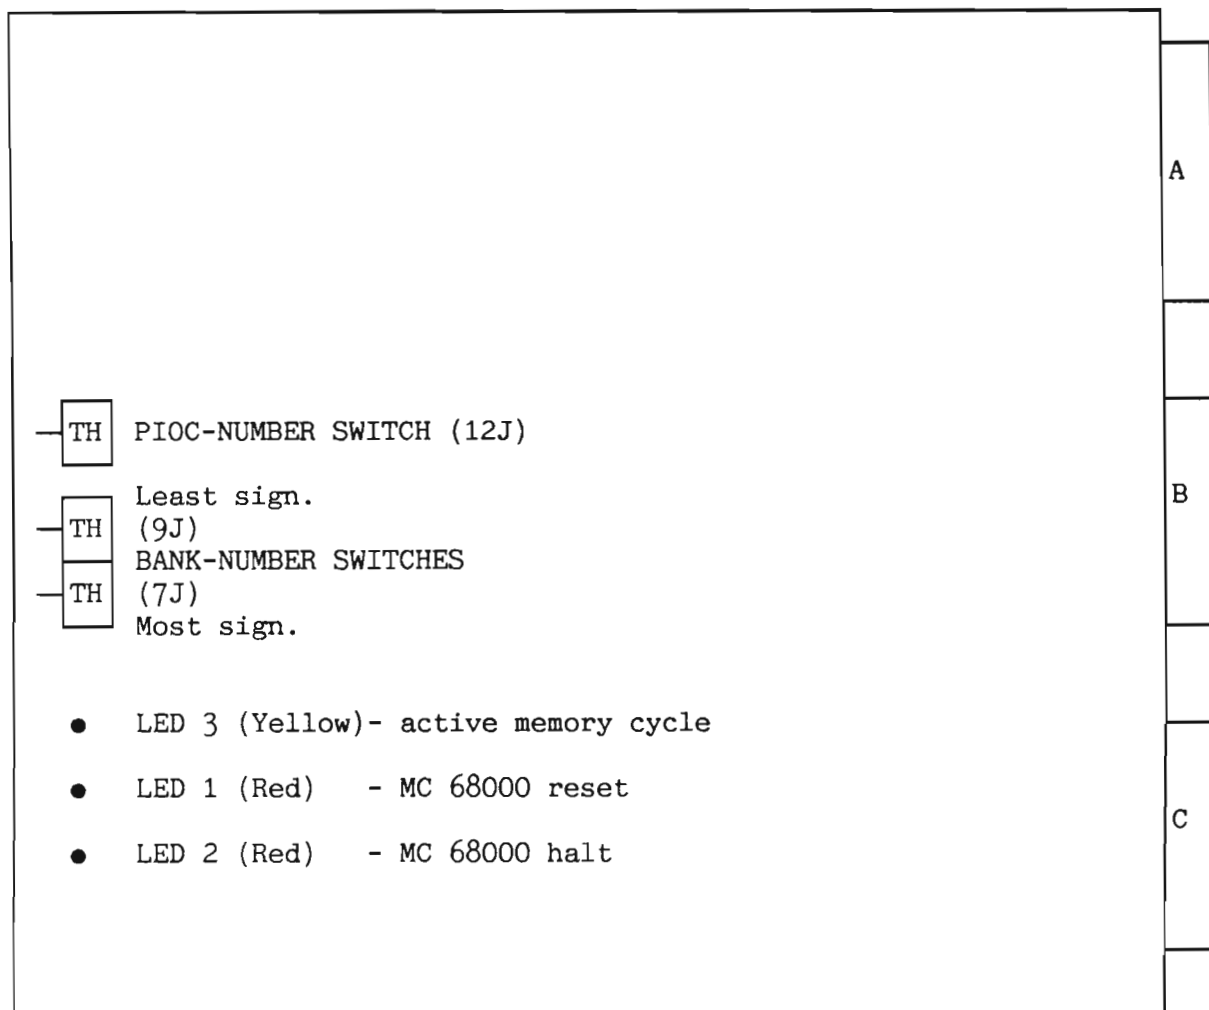 A
TH PIOC-NUMBER SWITCH (12J)
Least sign.
B
TH (9J)
BANK-NUMBER SWITCHES
TH (7J)
Most sign.
LED 3 (Yellow)- active memory cycle
LED 1 (Red) - MC 68000 reset
C
LED 2 (Red) - MC 68000 halt